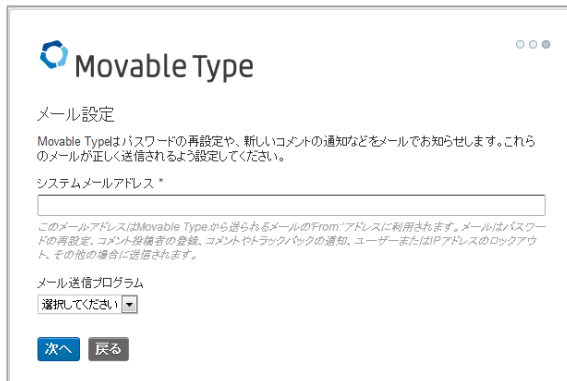 Movable Type
メール設定
Movable Typeはパスワードの再設定や、新しいコメントの通知などをメールでお知らせします。これら
のメールが正しく送信されるよう設定してください。
システムメールアドレス *
このメールアドレスはMovable Typeから送られるメールの'From:'アドレスに利用されます。メールはパスワー
ドの再設定、コメント投稿者の登録、コメントやトラックバックの通知、ユーザーまたはIPアドレスのロックアウ
ト、その他の場合に送信されます。
メール送信プログラム
選択してください
次へ 戻る